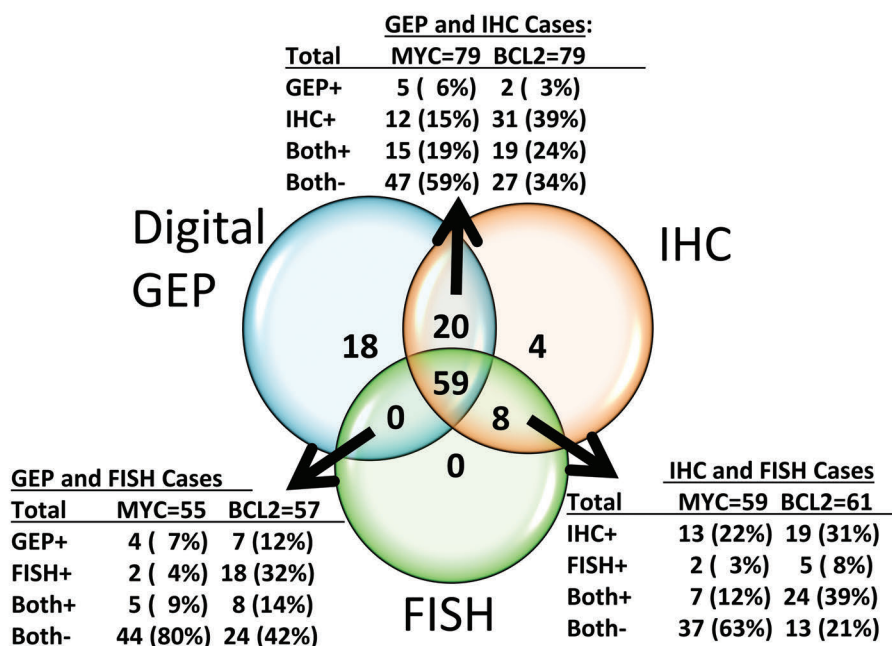 GEP and IHC Cases:
Total MYC=79 BCL2=79
GEP+ 5 ( 6%) 2 ( 3%)
IHC+ 12 (15%) 31 (39%)
Both+ 15 (19%) 19 (24%)
Both- 47 (59%) 27 (34%)
Digital
GEP
IHC
18
20
4
59
0
8
0
FISH
GEP and FISH Cases
Total MYC=55 BCL2=57
GEP+ 4 ( 7%) 7 (12%)
FISH+ 2 ( 4%) 18 (32%)
Both+ 5 ( 9%) 8 (14%)
Both- 44 (80%) 24 (42%)
IHC and FISH Cases
Total MYC=59 BCL2=61
IHC+ 13 (22%) 19 (31%)
FISH+ 2 ( 3%) 5 ( 8%)
Both+ 7 (12%) 24 (39%)
Both- 37 (63%) 13 (21%)